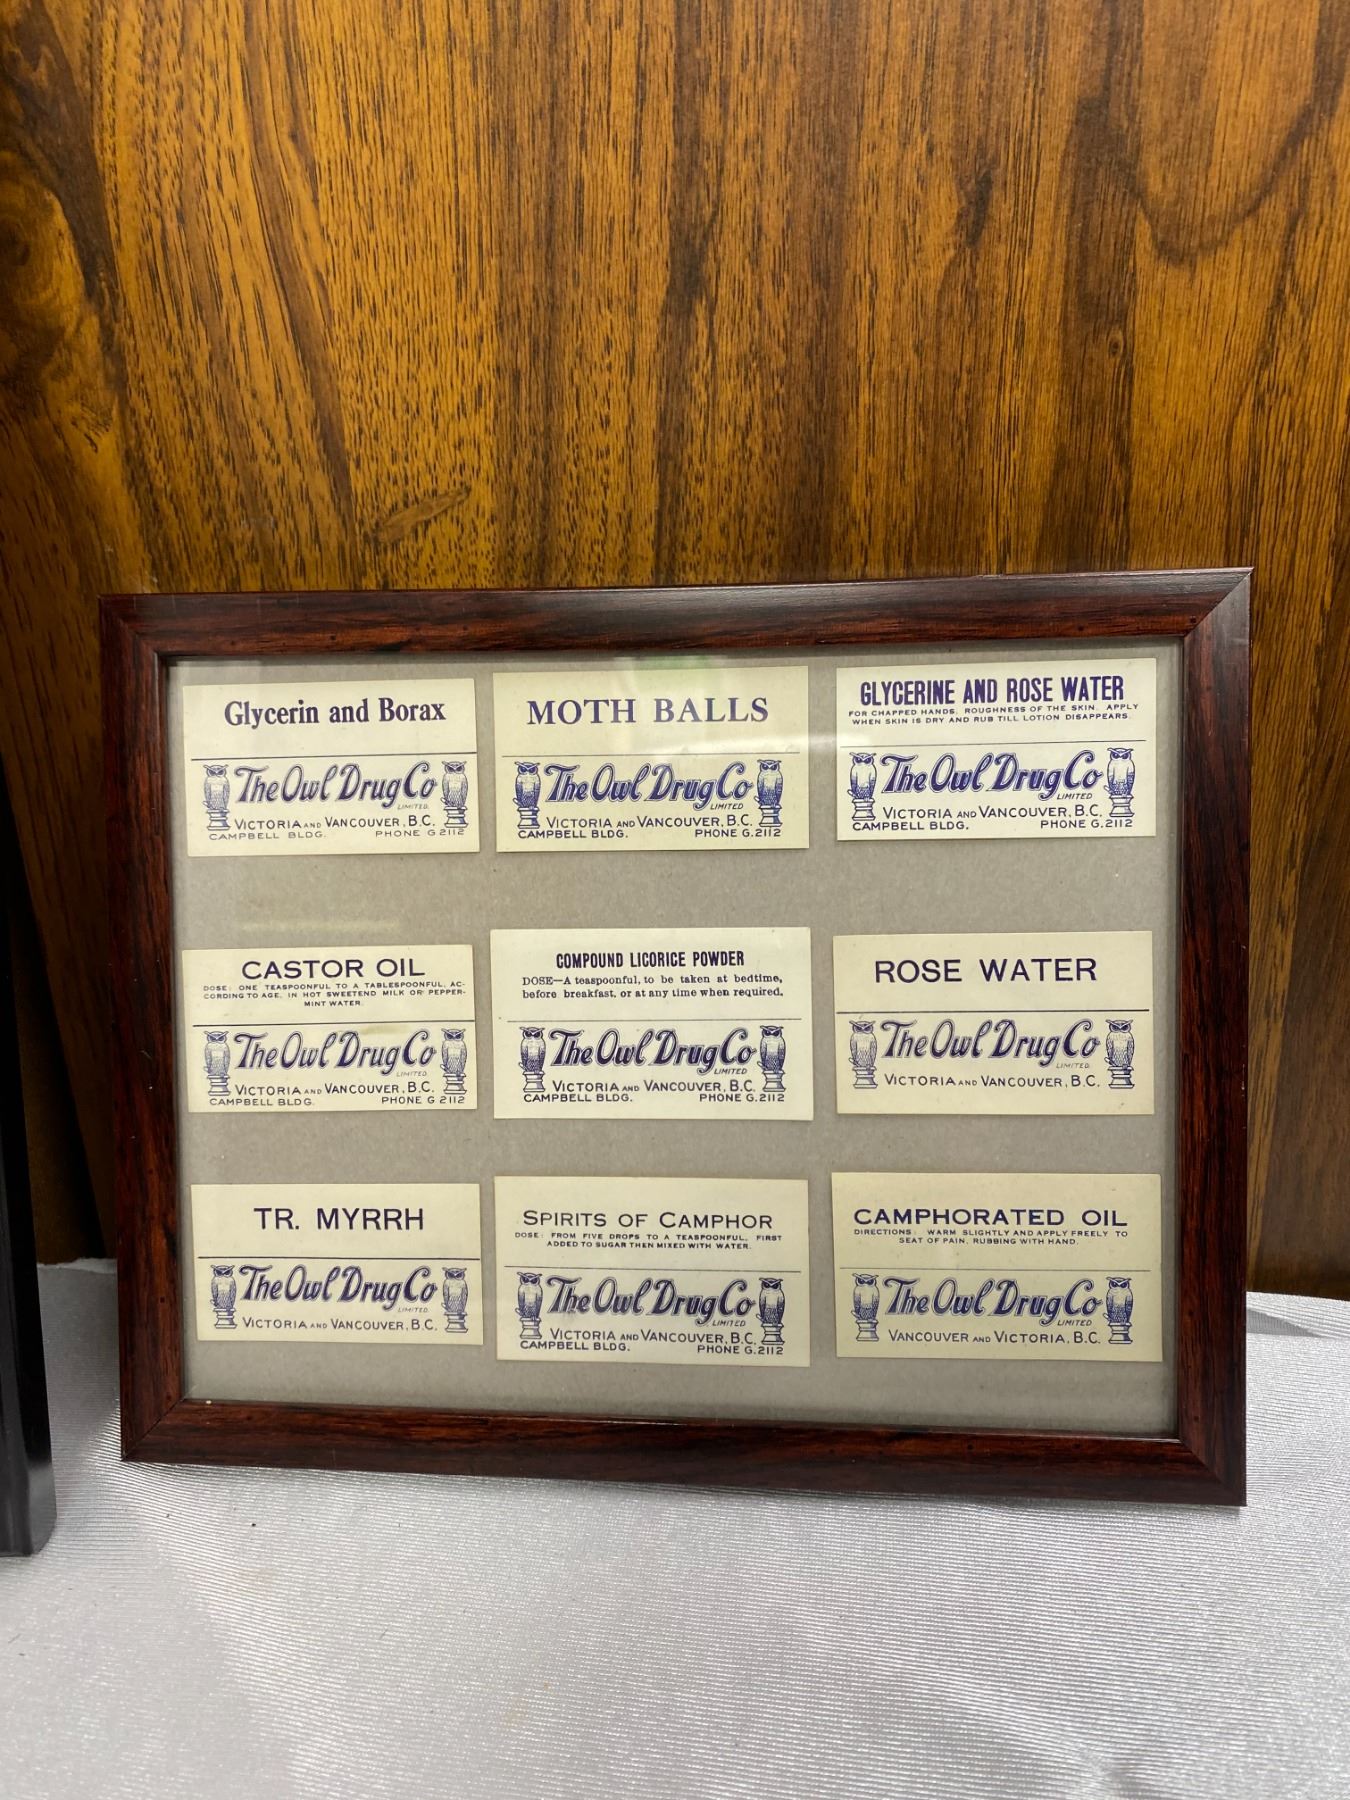 Glycerin and Borax
The Owl Drug Co
LIMITED.
VICTORIA AND VANCOUVER, B.C.
CAMPBELL BLDG. PHONE G 2112
MOTH BALLS
The Owl Drug Co
LIMITED
VICTORIA AND VANCOUVER, B.C.
CAMPBELL BLDG. PHONE G.2112
GLYCERINE AND ROSE WATER
FOR CHAPPED HANDS, ROUGHNESS OF THE SKIN. APPLY
WHEN SKIN IS DRY AND RUB TILL LOTION DISAPPEARS.
The Owl Drug Co
LIMITED
VICTORIA AND VANCOUVER, B.C.
CAMPBELL BLDG. PHONE G.2112
CASTOR OIL
DOSE: ONE TEASPOONFUL TO A TABLESPOONFUL, AC-
CORDING TO AGE, IN HOT SWEETEND MILK OR PEPPER-
MINT WATER.
The Owl Drug Co
LIMITED.
VICTORIA AND VANCOUVER, B.C.
CAMPBELL BLDG. PHONE G 2112
COMPOUND LICORICE POWDER
DOSE—A teaspoonful, to be taken at bedtime,
before breakfast, or at any time when required.
The Owl Drug Co
LIMITED
VICTORIA AND VANCOUVER, B.C.
CAMPBELL BLDG. PHONE G.2112
ROSE WATER
The Owl Drug Co
LIMITED.
VICTORIA AND VANCOUVER, B.C.
TR. MYRRH
The Owl Drug Co
LIMITED.
VICTORIA AND VANCOUVER, B.C.
SPIRITS OF CAMPHOR
DOSE: FROM FIVE DROPS TO A TEASPOONFUL, FIRST
ADDED TO SUGAR THEN MIXED WITH WATER.
The Owl Drug Co
LIMITED
VICTORIA AND VANCOUVER, B.C.
CAMPBELL BLDG. PHONE G.2112
CAMPHORATED OIL
DIRECTIONS: WARM SLIGHTLY AND APPLY FREELY TO
SEAT OF PAIN, RUBBING WITH HAND.
The Owl Drug Co
LIMITED.
VANCOUVER AND VICTORIA, B.C.